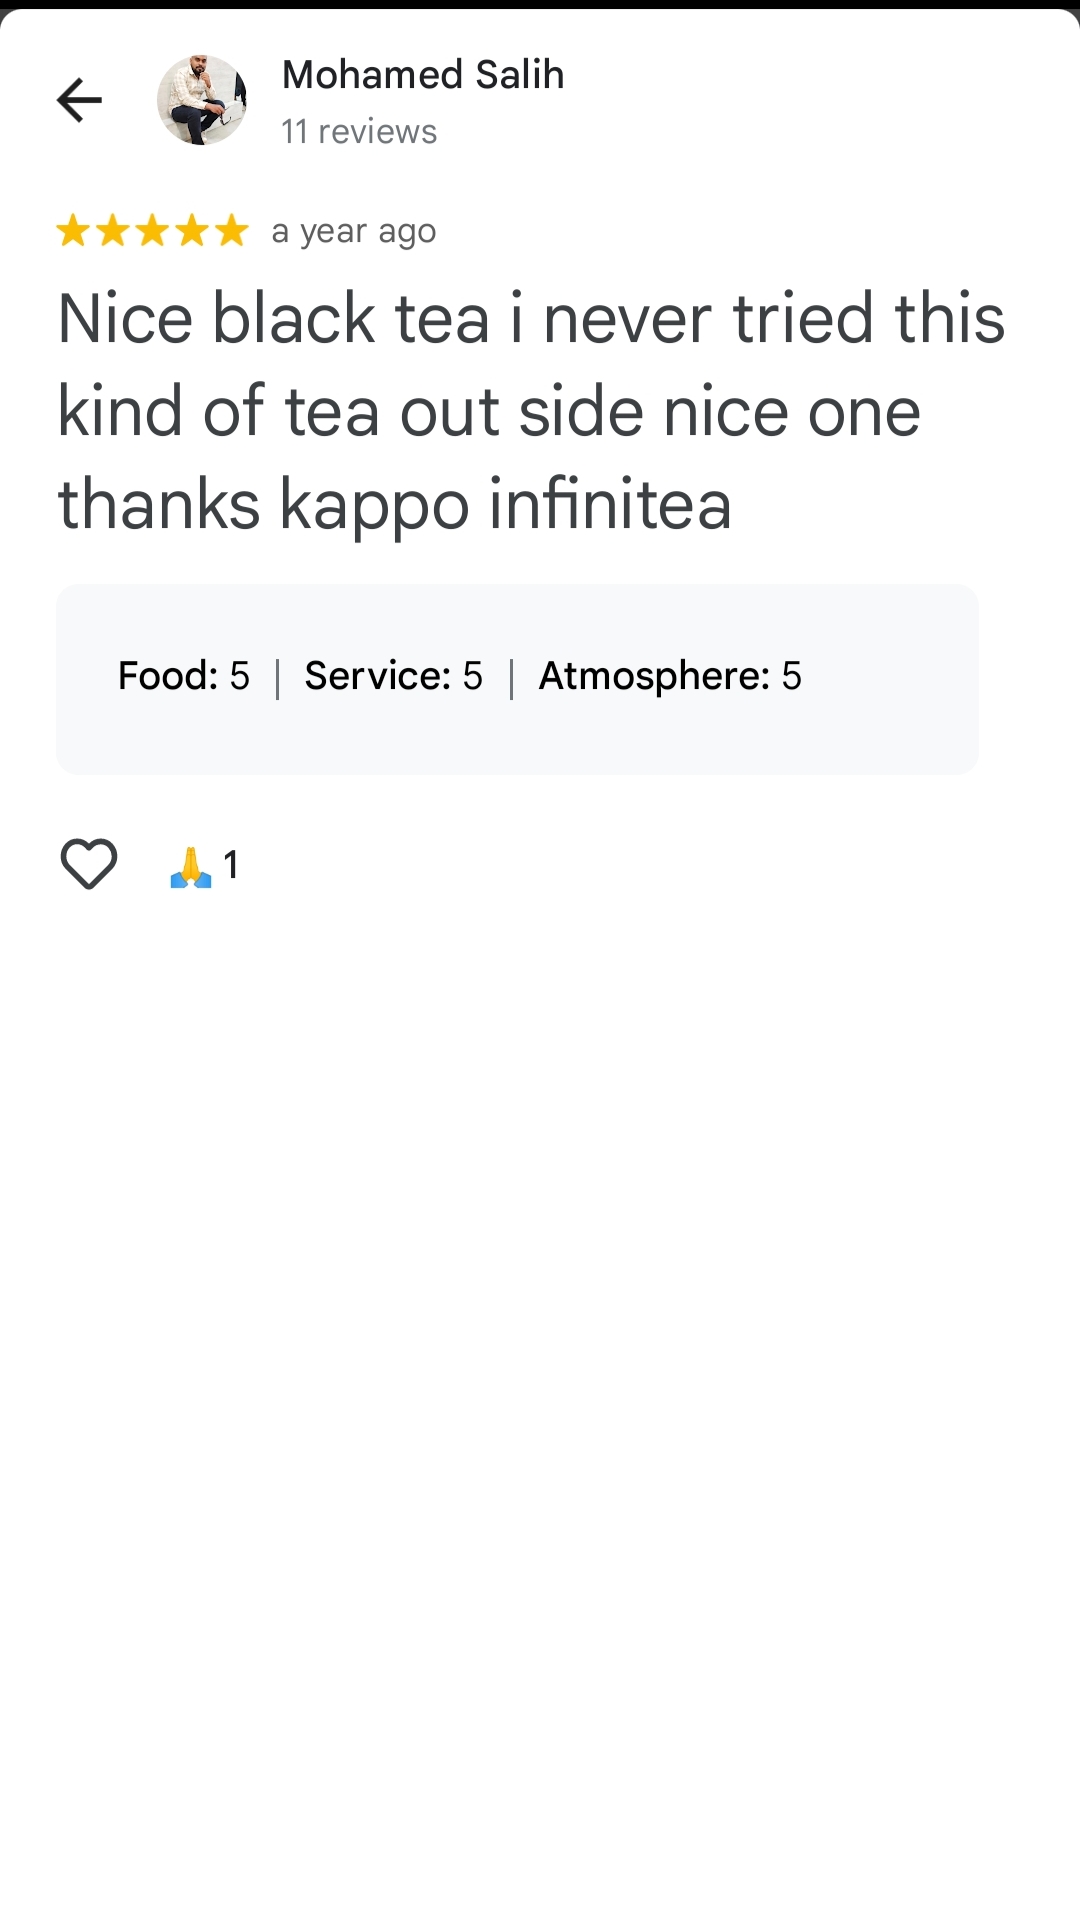 Mohamed Salih
11 reviews
a year ago
Nice black tea i never tried this
kind of tea out side nice one
thanks kappo infinitea
Food: 5 | Service: 5 | Atmosphere: 5
🙏 1